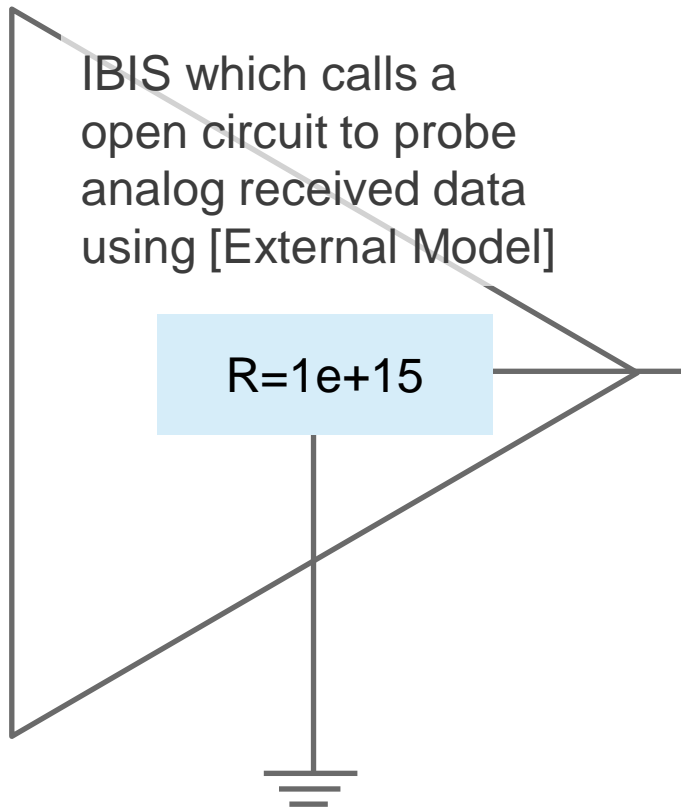 IBIS which calls a
open circuit to probe
analog received data
using [External Model]
R=1e+15